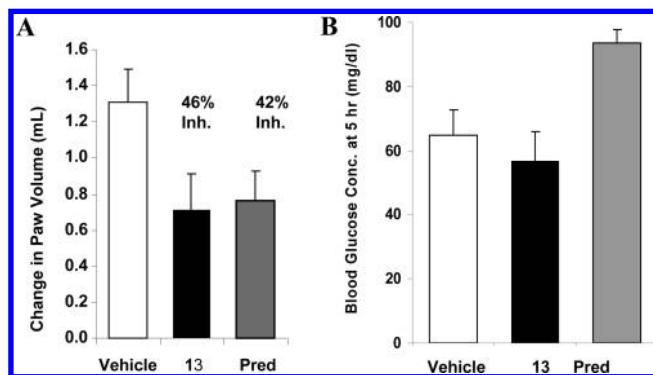 A
Change in Paw Volume (mL)
1.6
1.4
1.2
1.0
0.8
0.6
0.4
0.2
0.0
46%
Inh.
42%
Inh.
Vehicle 13 Pred
B
Blood Glucose Conc. at 5 hr (mg/dl)
100
80
60
40
20
0
Vehicle 13 Pred